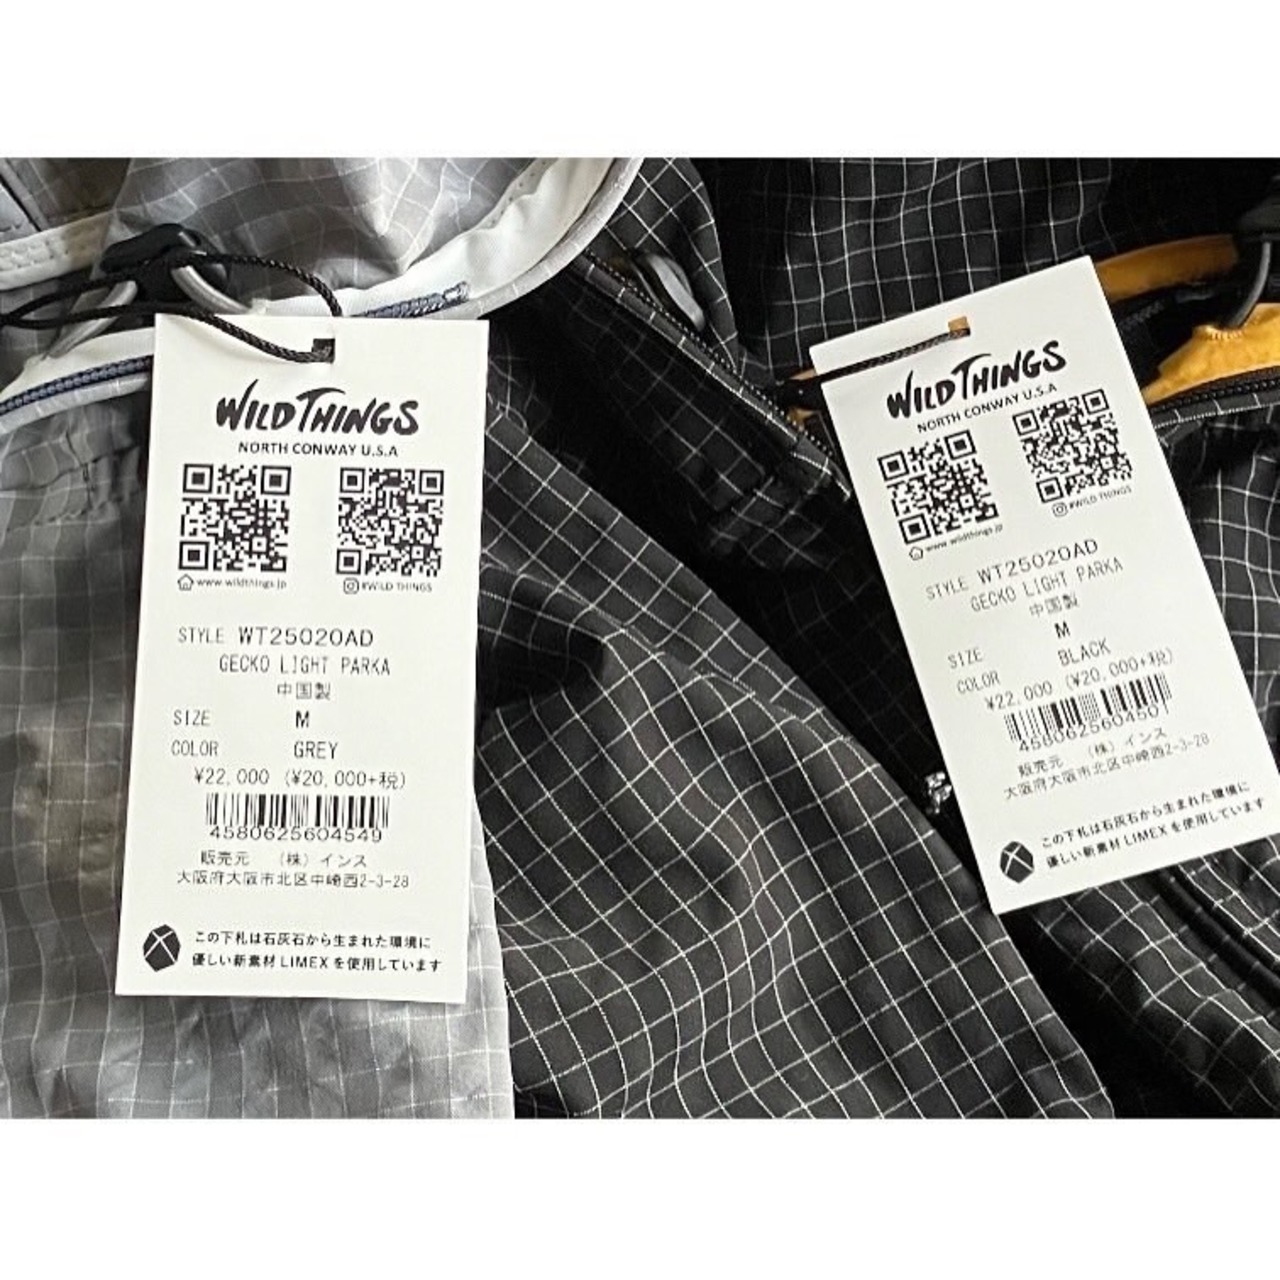 WILDTHINGS
NORTH CONWAY U.S.A
www.wildthings.jp
#WILD THINGS
STYLE WT25020AD
GECKO LIGHT PARKA
中国製
SIZE M
COLOR GREY
¥22,000 (¥20,000+税)
4580625604549
販売元 (株) インス
大阪府大阪市北区中崎西2-3-28
この下札は石灰石から生まれた環境に
優しい新素材 LIMEX を使用しています
WILDTHINGS
NORTH CONWAY U.S.A
www.wildthings.jp
#WILD THINGS
STYLE WT25020AD
GECKO LIGHT PARKA
中国製
SIZE M
COLOR BLACK
¥22,000 (¥20,000+税)
4580625604501
販売元 (株) インス
大阪府大阪市北区中崎西2-3-28
この下札は石灰石から生まれた環境に
優しい新素材 LIMEX を使用しています